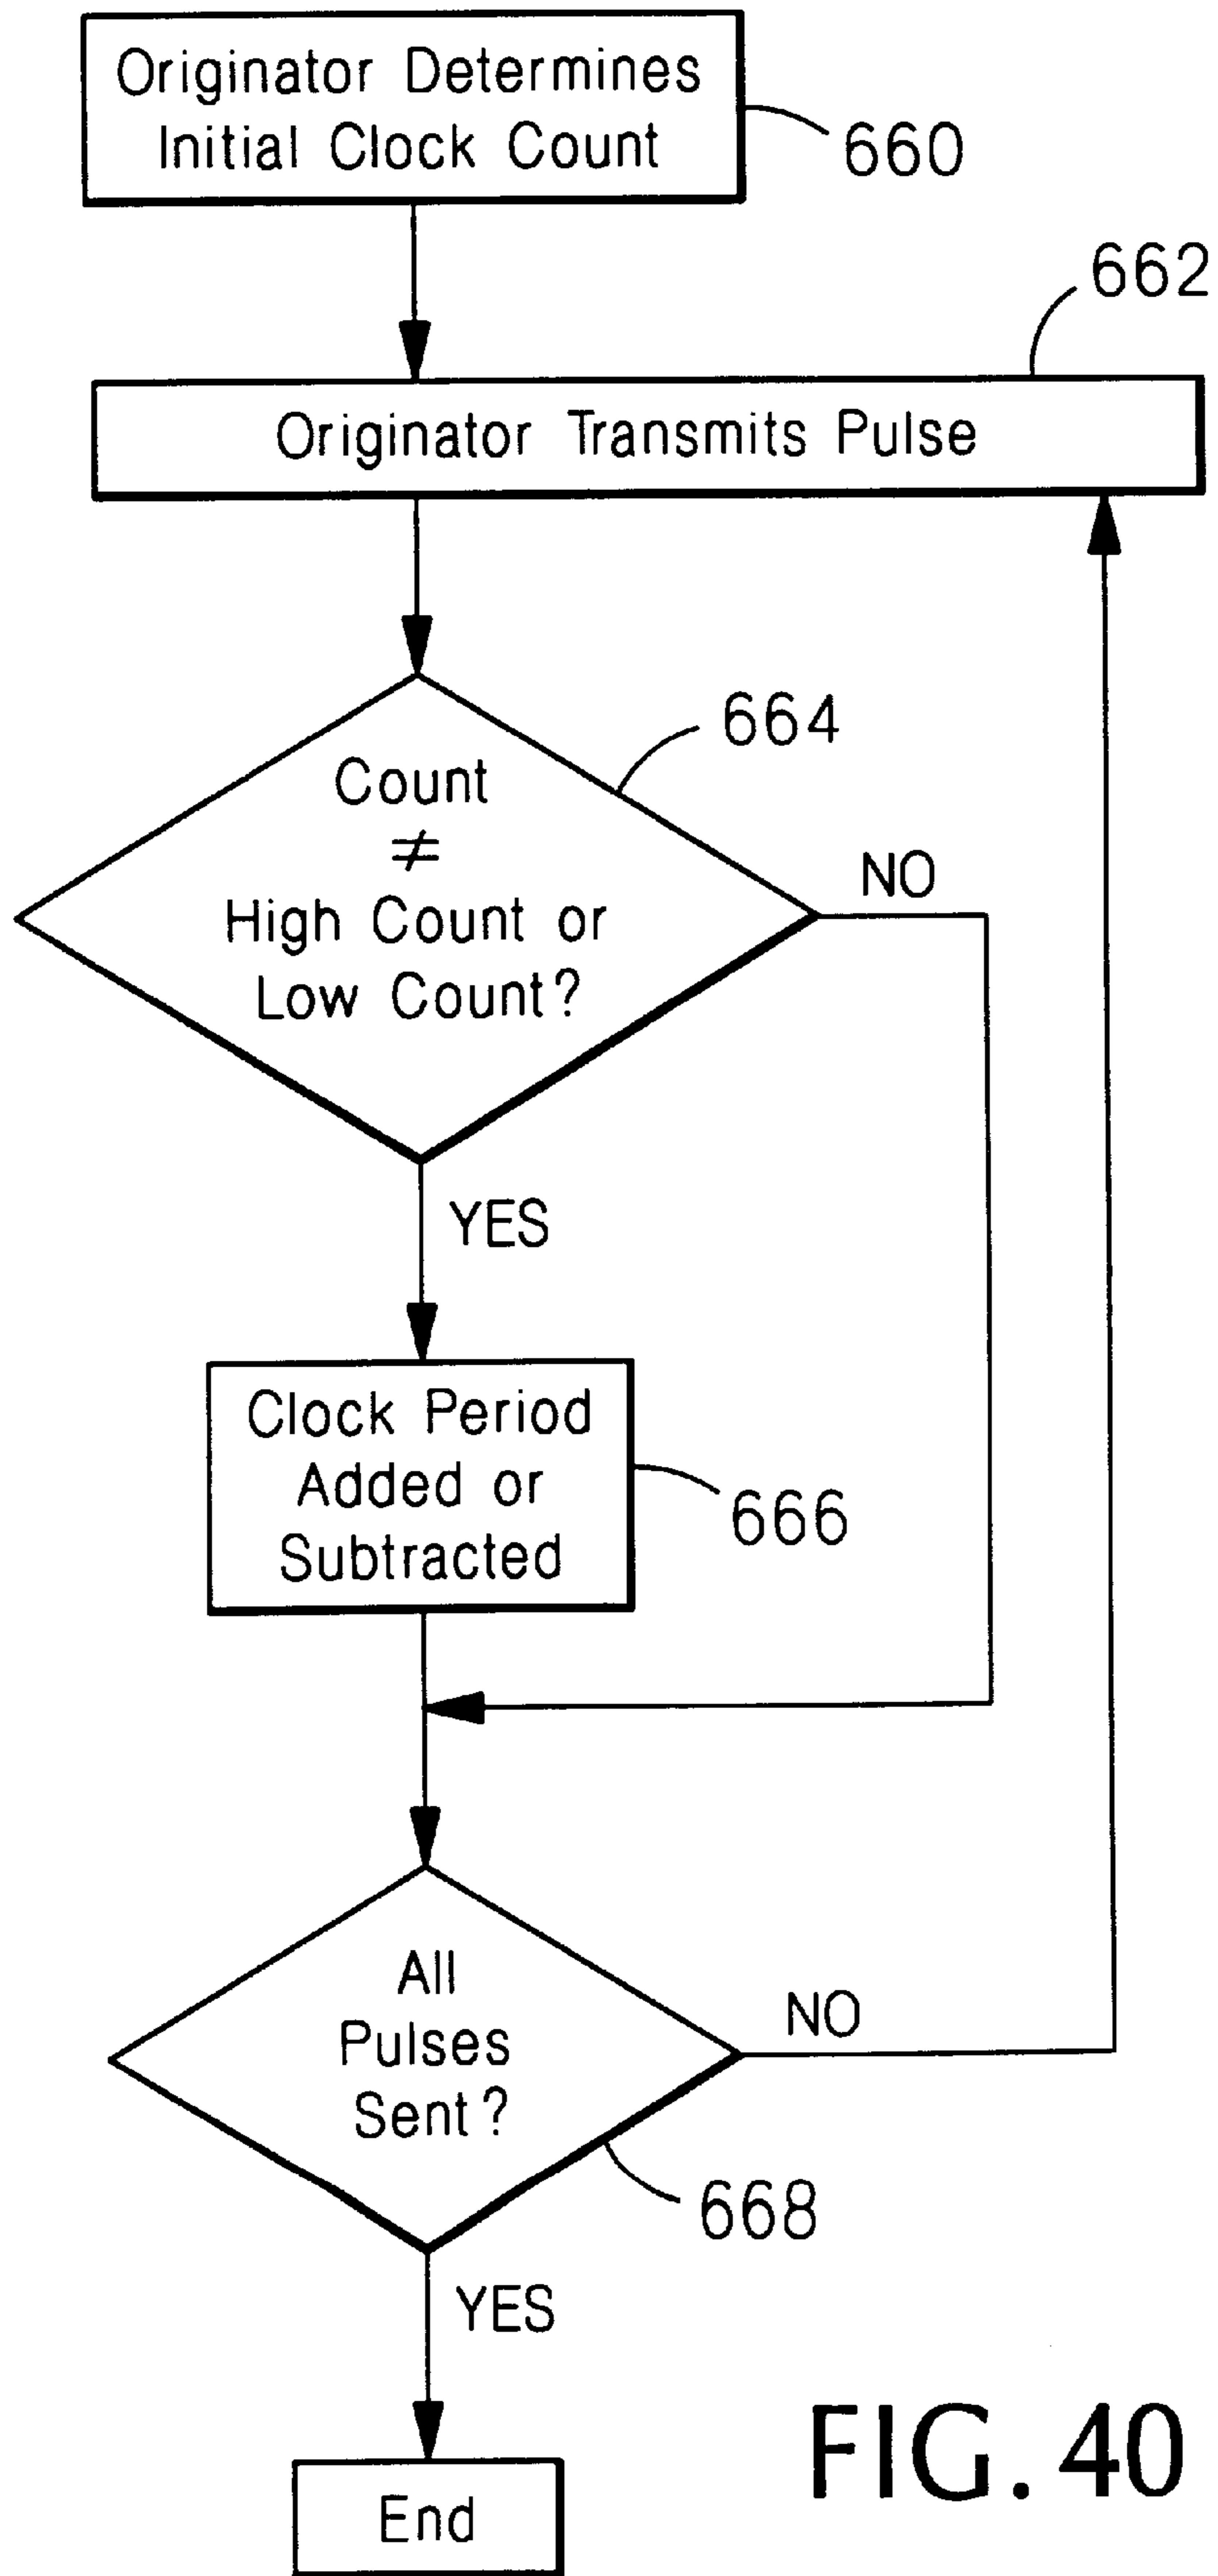 Originator Determines
Initial Clock Count
660
662
Originator Transmits Pulse
664
Count
≠
High Count or
Low Count?
NO
YES
Clock Period
Added or
Subtracted
666
All
Pulses
Sent?
NO
668
YES
End
FIG. 40